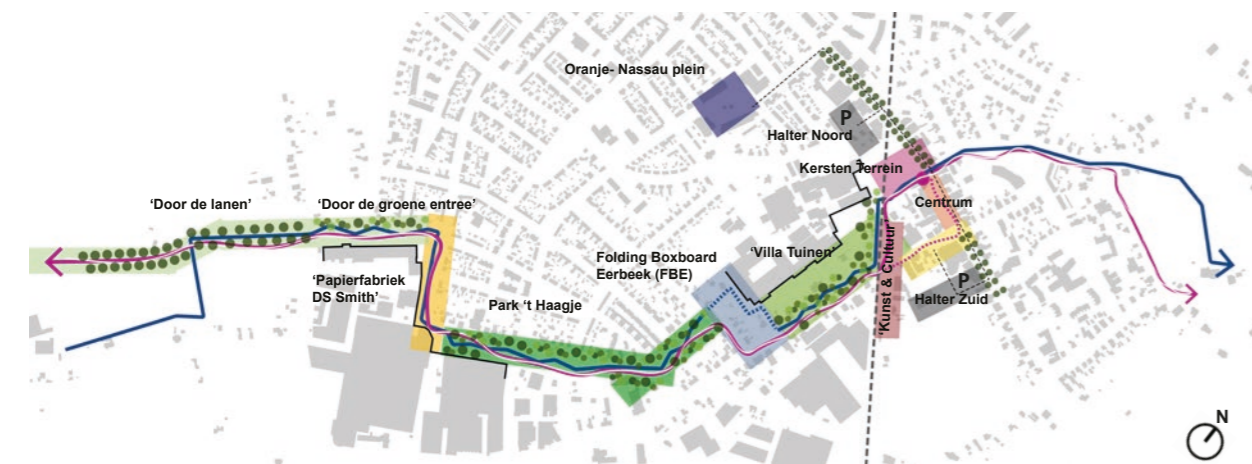 Oranje- Nassau plein
P
Halter Noord
Kersten Terrein
'Door de lanen'
'Door de groene entree'
Centrum
Folding Boxboard
Eerbeek (FBE)
'Villa Tuinen'
'Kunst & Cultuur'
'Papierfabriek
DS Smith'
Park 't Haagje
P
Halter Zuid
N